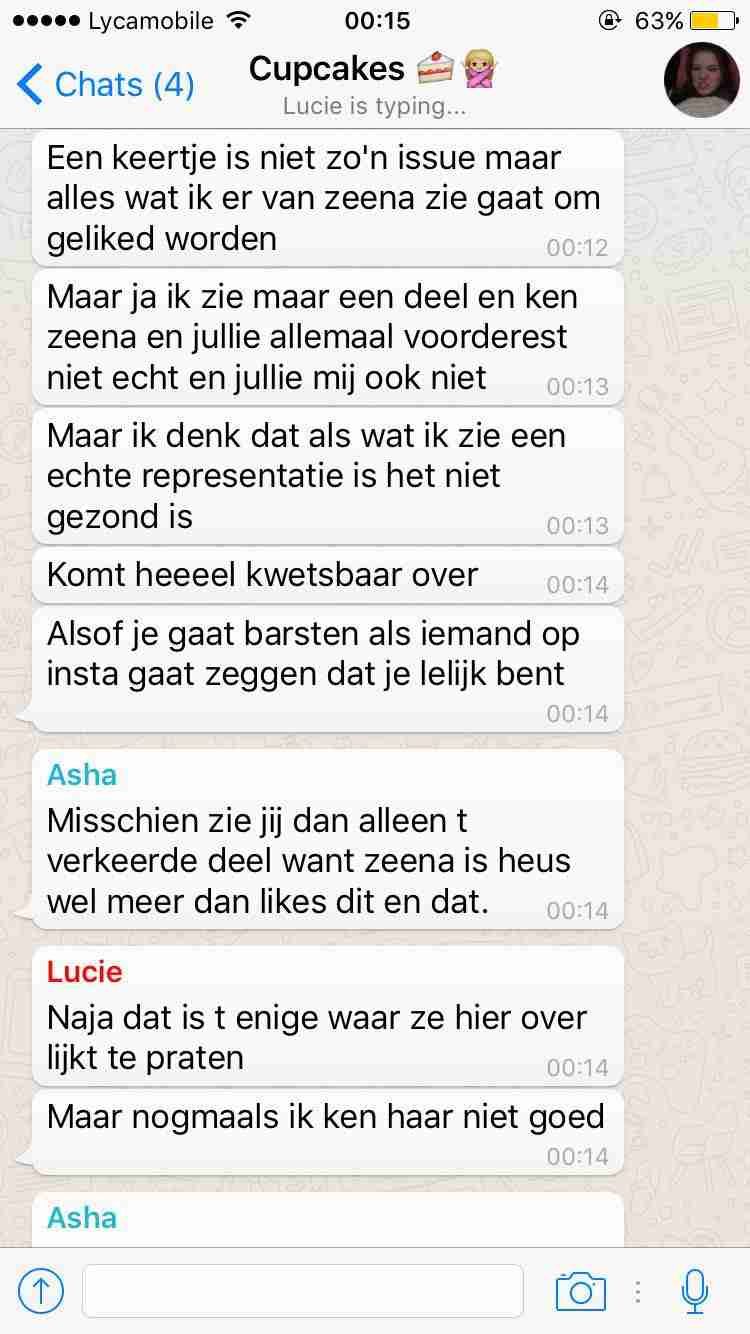 Lycamobile 00:15 63%
Chats (4) Cupcakes 🍰🙅🏼
Lucie is typing...
Een keertje is niet zo'n issue maar
alles wat ik er van zeena zie gaat om
geliked worden 00:12
Maar ja ik zie maar een deel en ken
zeena en jullie allemaal voorderest
niet echt en jullie mij ook niet 00:13
Maar ik denk dat als wat ik zie een
echte representatie is het niet
gezond is 00:13
Komt heeeel kwetsbaar over 00:14
Alsof je gaat barsten als iemand op
insta gaat zeggen dat je lelijk bent
00:14
Asha
Misschien zie jij dan alleen t
verkeerde deel want zeena is heus
wel meer dan likes dit en dat. 00:14
Lucie
Naja dat is t enige waar ze hier over
lijkt te praten 00:14
Maar nogmaals ik ken haar niet goed
00:14
Asha